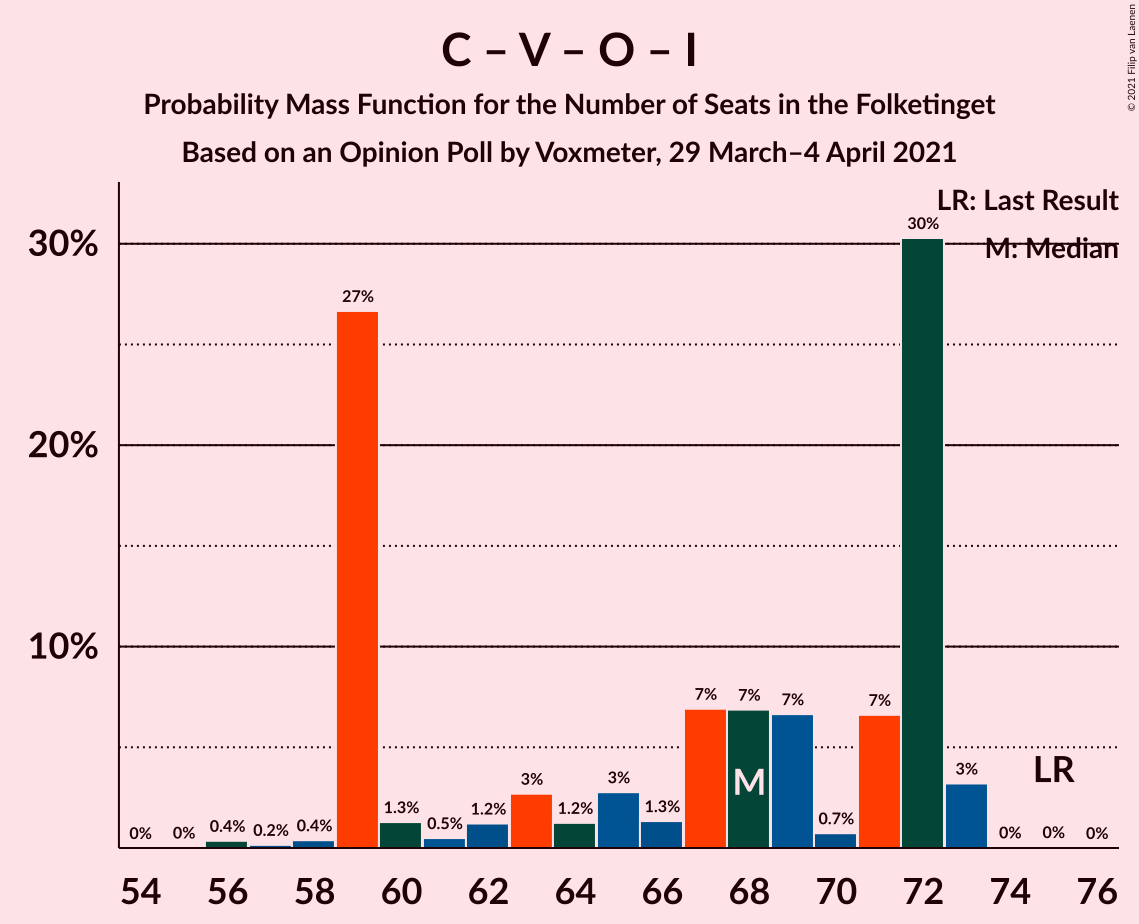 C – V – O – I
Probability Mass Function for the Number of Seats in the Folketinget
Based on an Opinion Poll by Voxmeter, 29 March–4 April 2021
© 2021 Filip van Laenen
LR: Last Result
M: Median
30%
20%
10%
0%
0%
0.4%
0.2%
0.4%
27%
1.3%
0.5%
1.2%
3%
1.2%
3%
1.3%
7%
7%
7%
0.7%
7%
30%
3%
0%
0%
0%
M
LR
54 56 58 60 62 64 66 68 70 72 74 76